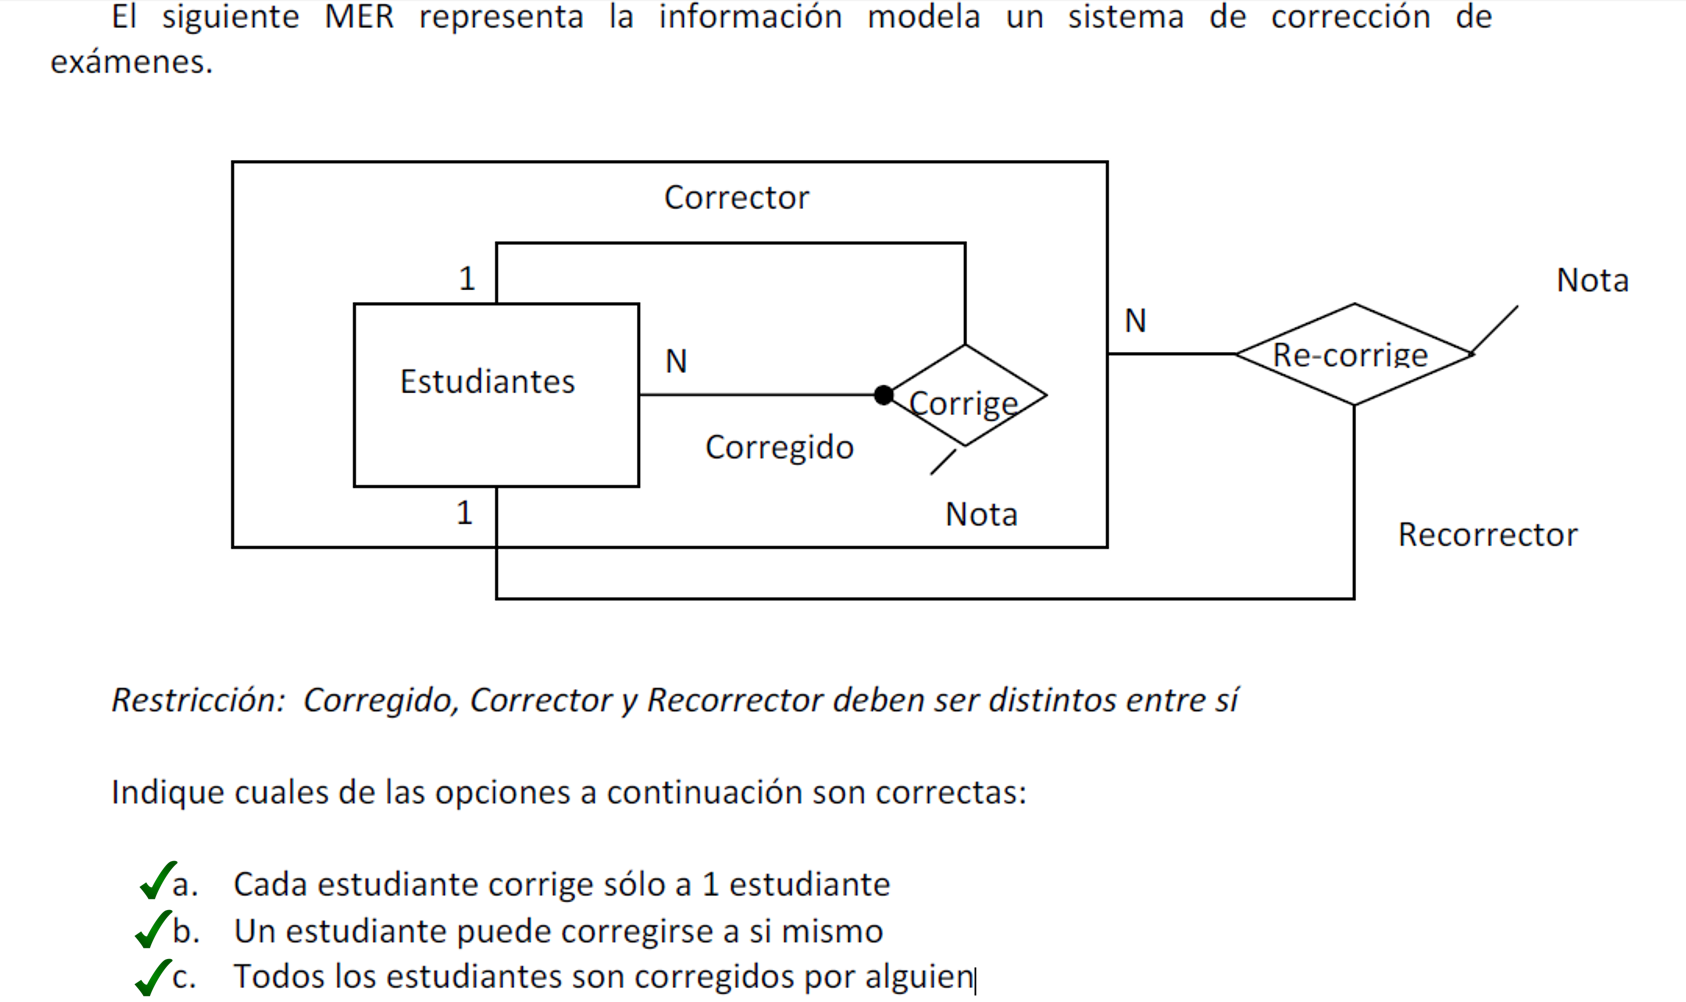 El siguiente MER representa la información modela un sistema de corrección de
exámenes.
Corrector
1
Nota
N
N
Re-corrige
Estudiantes
Corrige
Corregido
1
Nota
Recorrector
Restricción: Corregido, Corrector y Recorrector deben ser distintos entre sí
Indique cuales de las opciones a continuación son correctas:
a. Cada estudiante corrige sólo a 1 estudiante
b. Un estudiante puede corregirse a si mismo
c. Todos los estudiantes son corregidos por alguien